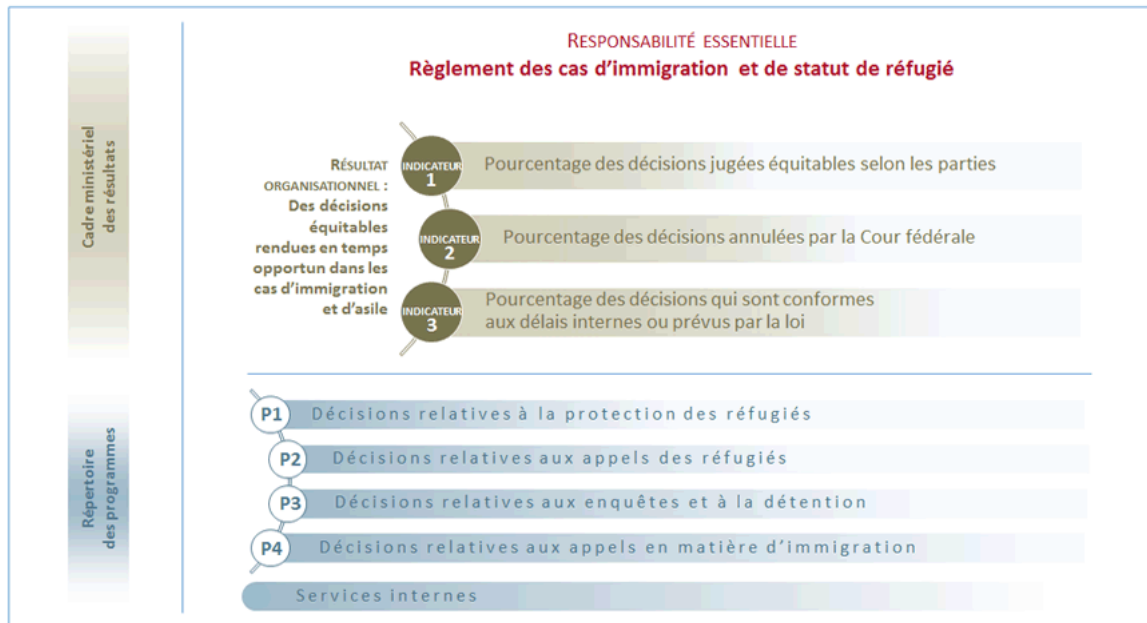 RESPONSABILITÉ ESSENTIELLE
Règlement des cas d'immigration et de statut de réfugié
Cadre ministériel
des résultats
RÉSULTAT
ORGANISATIONNEL :
Des décisions
équitables
rendues en temps
opportun dans les
cas d'immigration
et d'asile
INDICATEUR
1
Pourcentage des décisions jugées équitables selon les parties
INDICATEUR
2
Pourcentage des décisions annulées par la Cour fédérale
INDICATEUR
3
Pourcentage des décisions qui sont conformes
aux délais internes ou prévus par la loi
Répertoire
des programmes
P1 Décisions relatives à la protection des réfugiés
P2 Décisions relatives aux appels des réfugiés
P3 Décisions relatives aux enquêtes et à la détention
P4 Décisions relatives aux appels en matière d'immigration
Services internes